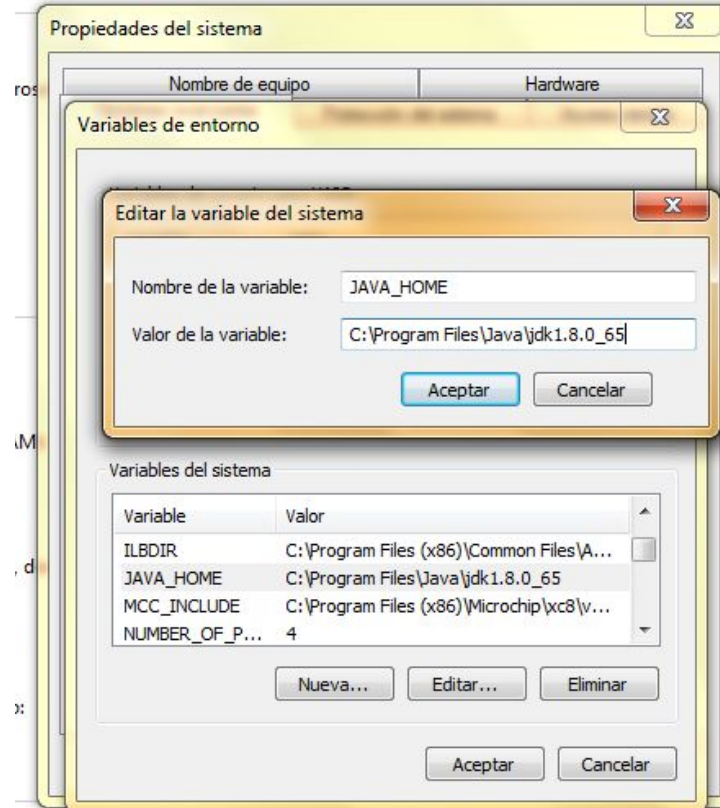 Propiedades del sistema
ros
Nombre de equipo Hardware
Variables de entorno
Editar la variable del sistema
Nombre de la variable: JAVA_HOME
Valor de la variable: C:\Program Files\Java\jdk1.8.0_65
Aceptar Cancelar
AM
Variables del sistema
Variable Valor
ILBDIR C:\Program Files (x86)\Common Files\A...
, d
JAVA_HOME C:\Program Files\Java\jdk1.8.0_65
MCC_INCLUDE C:\Program Files (x86)\Microchip\xc8\v...
NUMBER_OF_P... 4
Nueva... Editar... Eliminar
o:
Aceptar Cancelar